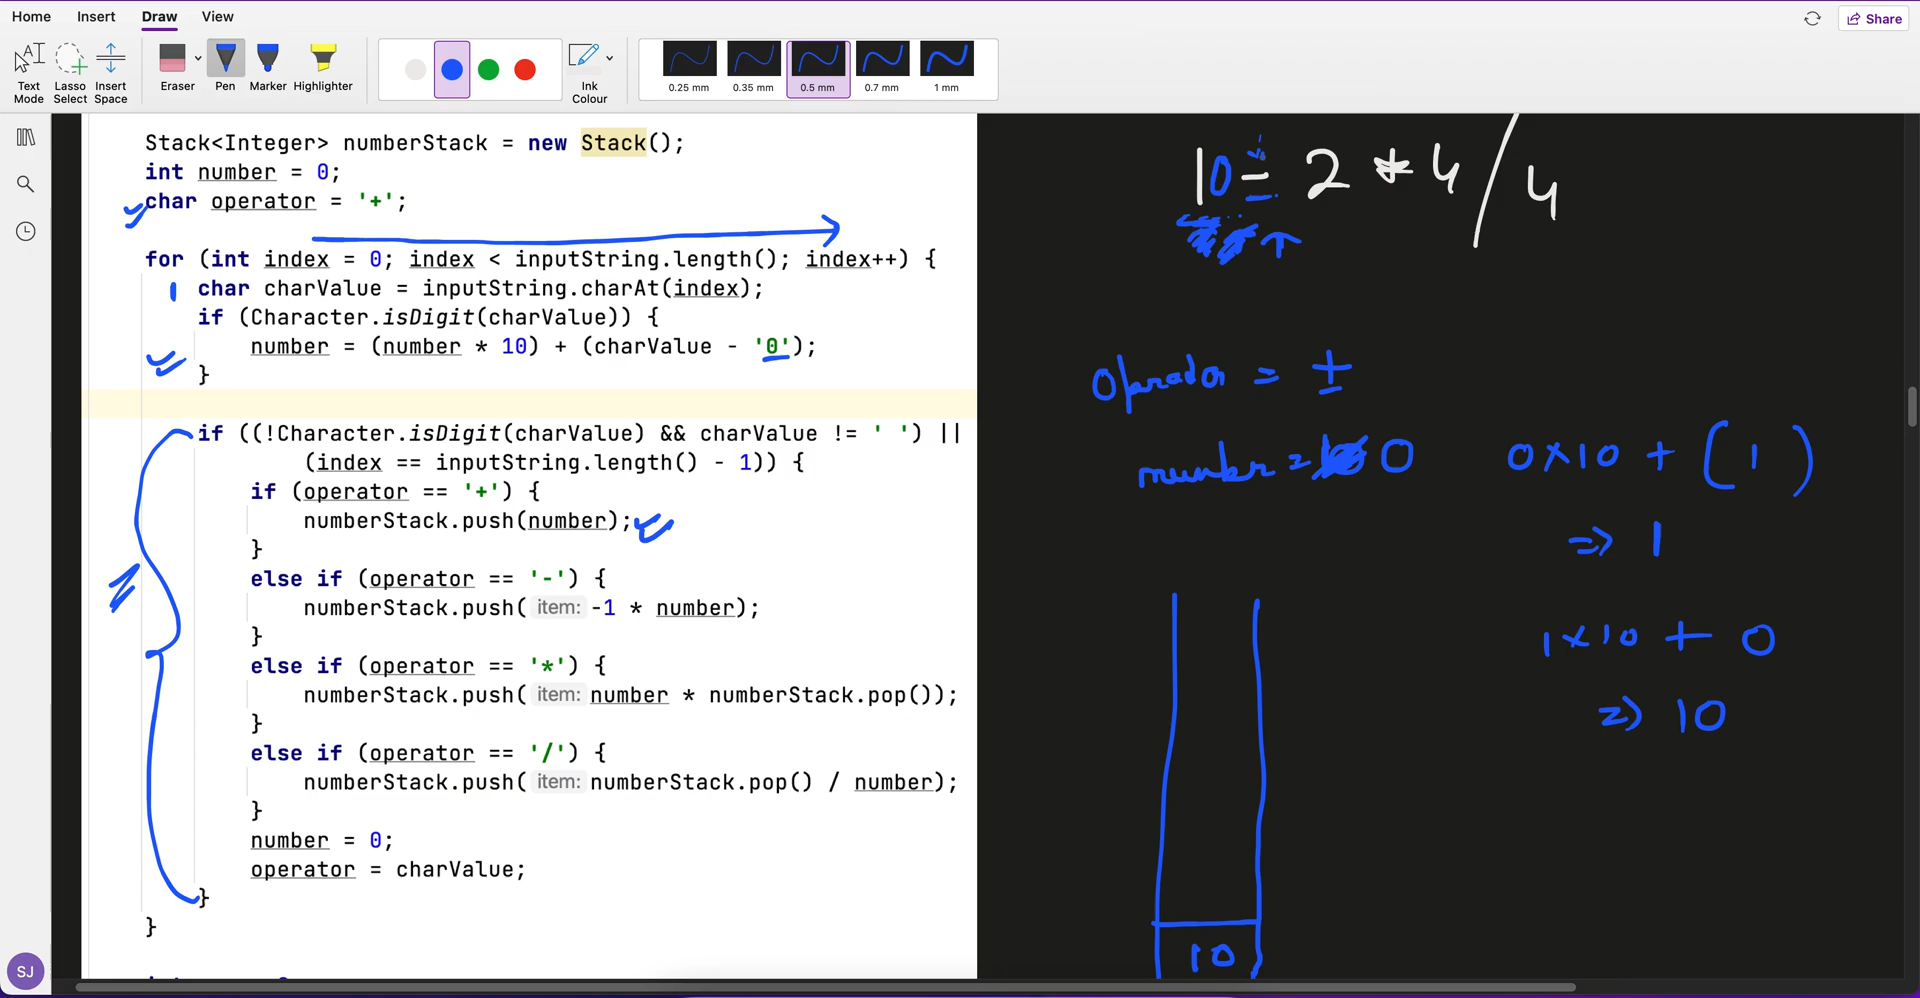 Home Insert Draw View
Share
Text Mode
Lasso Select
Insert Space
Eraser
Pen
Marker
Highlighter
Ink Colour
0.25 mm
0.35 mm
0.5 mm
0.7 mm
1 mm
Stack<Integer> numberStack = new Stack();
int number = 0;
char operator = '+';
for (int index = 0; index < inputString.length(); index++) {
char charValue = inputString.charAt(index);
if (Character.isDigit(charValue)) {
number = (number * 10) + (charValue - '0');
}
if ((!Character.isDigit(charValue) && charValue != ' ') ||
(index == inputString.length() - 1)) {
if (operator == '+') {
numberStack.push(number);
}
else if (operator == '-') {
numberStack.push( item: -1 * number);
}
else if (operator == '*') {
numberStack.push( item: number * numberStack.pop());
}
else if (operator == '/') {
numberStack.push( item: numberStack.pop() / number);
}
number = 0;
operator = charValue;
}
}
SJ
10 - 2 * 4 / 4
Operador = +
number = 0
0 x 10 + ( 1 )
=> 1
1 x 10 + 0
=> 10
10